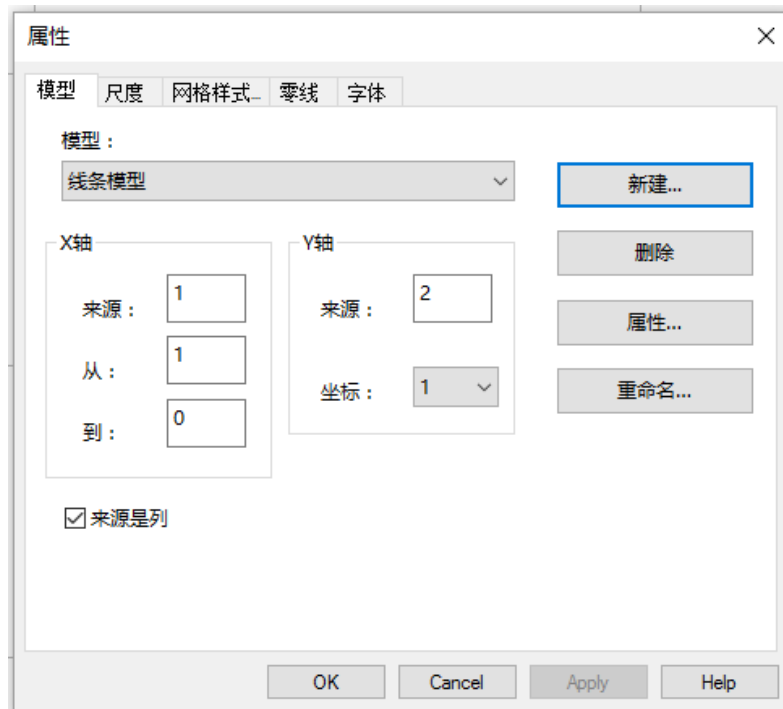 属性
模型 尺度 网格样式... 零线 字体
模型：
线条模型
新建...
X轴
来源： 1
从： 1
到： 0
Y轴
来源： 2
坐标： 1
删除
属性...
重命名...
来源是列
OK Cancel Apply Help